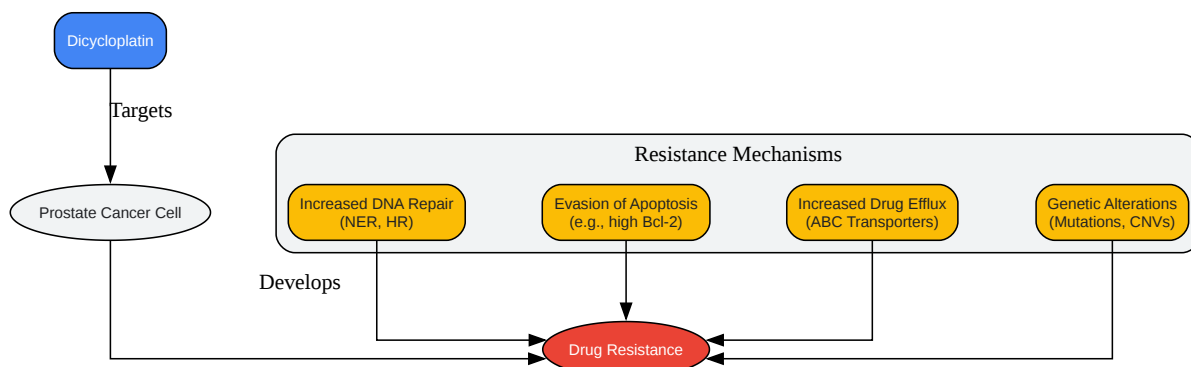 Dicycloplatin
Targets
Resistance Mechanisms
Prostate Cancer Cell
Increased DNA Repair
(NER, HR)
Evasion of Apoptosis
(e.g., high Bcl-2)
Increased Drug Efflux
(ABC Transporters)
Genetic Alterations
(Mutations, CNVs)
Develops
Drug Resistance